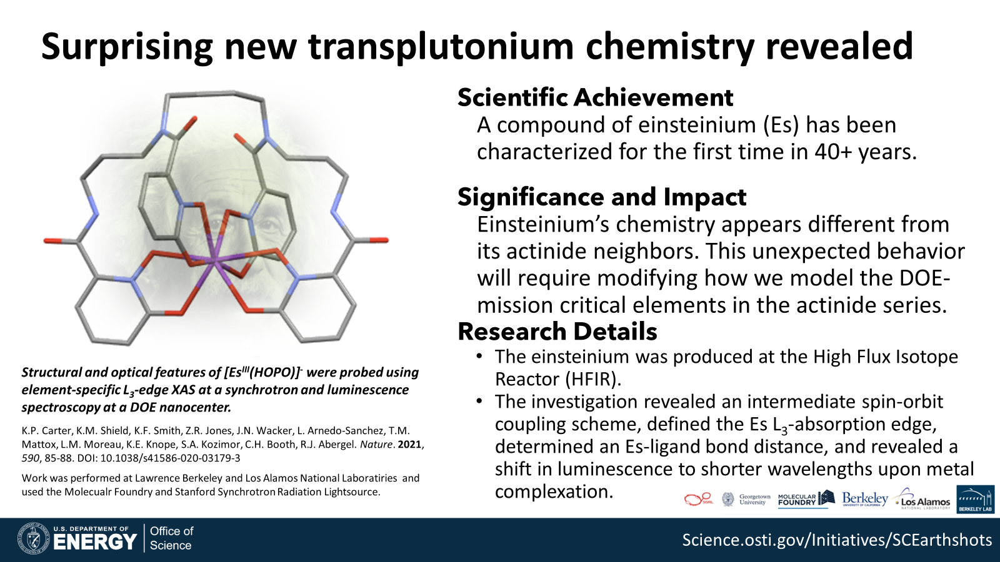 Surprising new transplutonium chemistry revealed
Structural and optical features of [Esᴵᴵᴵ(HOPO)]⁻ were probed using
element-specific L₃-edge XAS at a synchrotron and luminescence
spectroscopy at a DOE nanocenter.
K.P. Carter, K.M. Shield, K.F. Smith, Z.R. Jones, J.N. Wacker, L. Arnedo-Sanchez, T.M.
Mattox, L.M. Moreau, K.E. Knope, S.A. Kozimor, C.H. Booth, R.J. Abergel. Nature. 2021,
590, 85-88. DOI: 10.1038/s41586-020-03179-3
Work was performed at Lawrence Berkeley and Los Alamos National Laboratiries and
used the Molecualr Foundry and Stanford Synchrotron Radiation Lightsource.
Scientific Achievement
A compound of einsteinium (Es) has been
characterized for the first time in 40+ years.
Significance and Impact
Einsteinium’s chemistry appears different from
its actinide neighbors. This unexpected behavior
will require modifying how we model the DOE-
mission critical elements in the actinide series.
Research Details
• The einsteinium was produced at the High Flux Isotope
Reactor (HFIR).
• The investigation revealed an intermediate spin-orbit
coupling scheme, defined the Es L₃-absorption edge,
determined an Es-ligand bond distance, and revealed a
shift in luminescence to shorter wavelengths upon metal
complexation.
SSRL
Georgetown
University
MOLECULAR
FOUNDRY
Berkeley
UNIVERSITY OF CALIFORNIA
Los Alamos
NATIONAL LABORATORY
BERKELEY LAB
U.S. DEPARTMENT OF
ENERGY
Office of
Science
Science.osti.gov/Initiatives/SCEarthshots